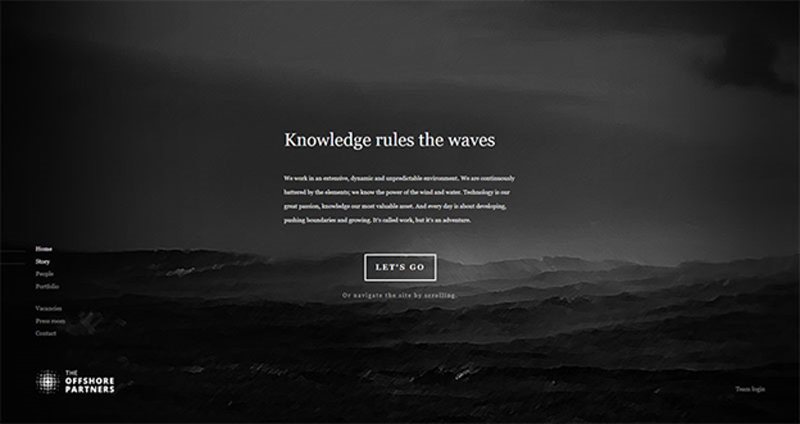 Knowledge rules the waves
We work in an extensive, dynamic and unpredictable environment. We are continuously
battered by the elements; we know the power of the wind and water. Technology is our
great passion, knowledge our most valuable asset. And every day is about developing,
pushing boundaries and growing. It's called work, but it's an adventure.
LET'S GO
Or navigate the site by scrolling.
Home
Story
People
Portfolio
Vacancies
Press room
Contact
THE
OFFSHORE
PARTNERS
Team login